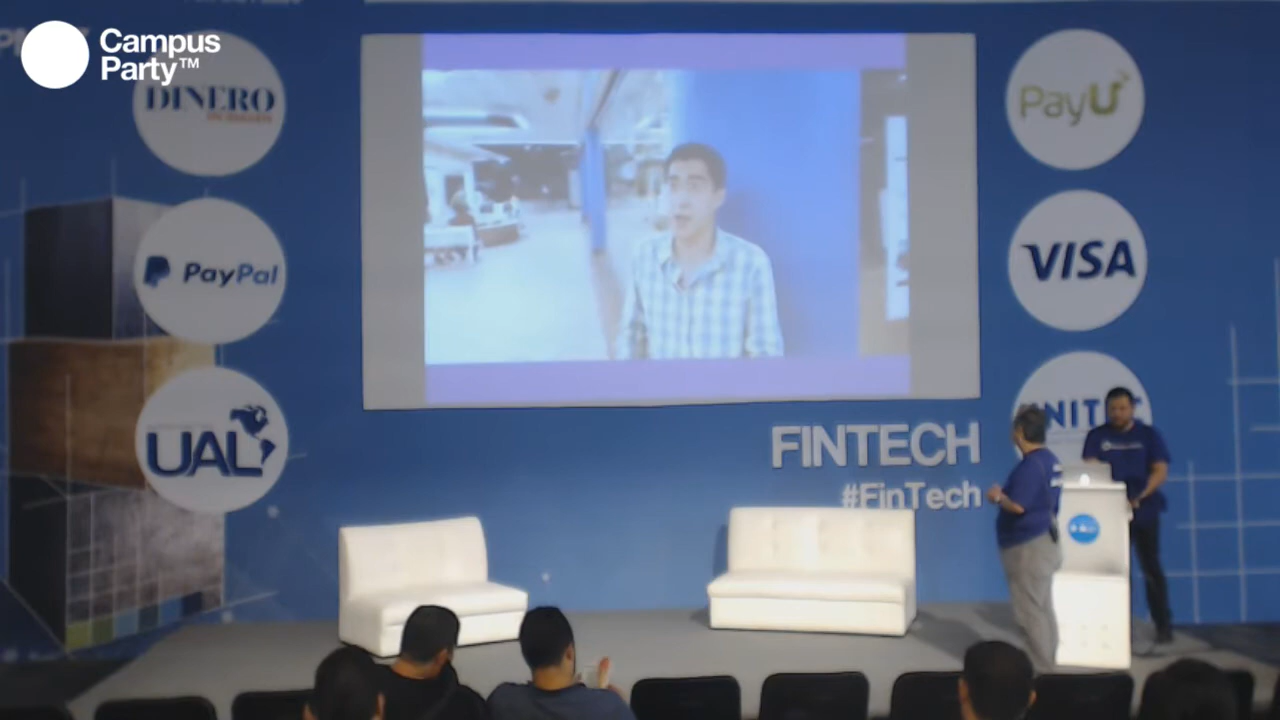 Campus
Party™
DINERO
PayPal
UAL
PayU
VISA
FINTECH
#FinTech